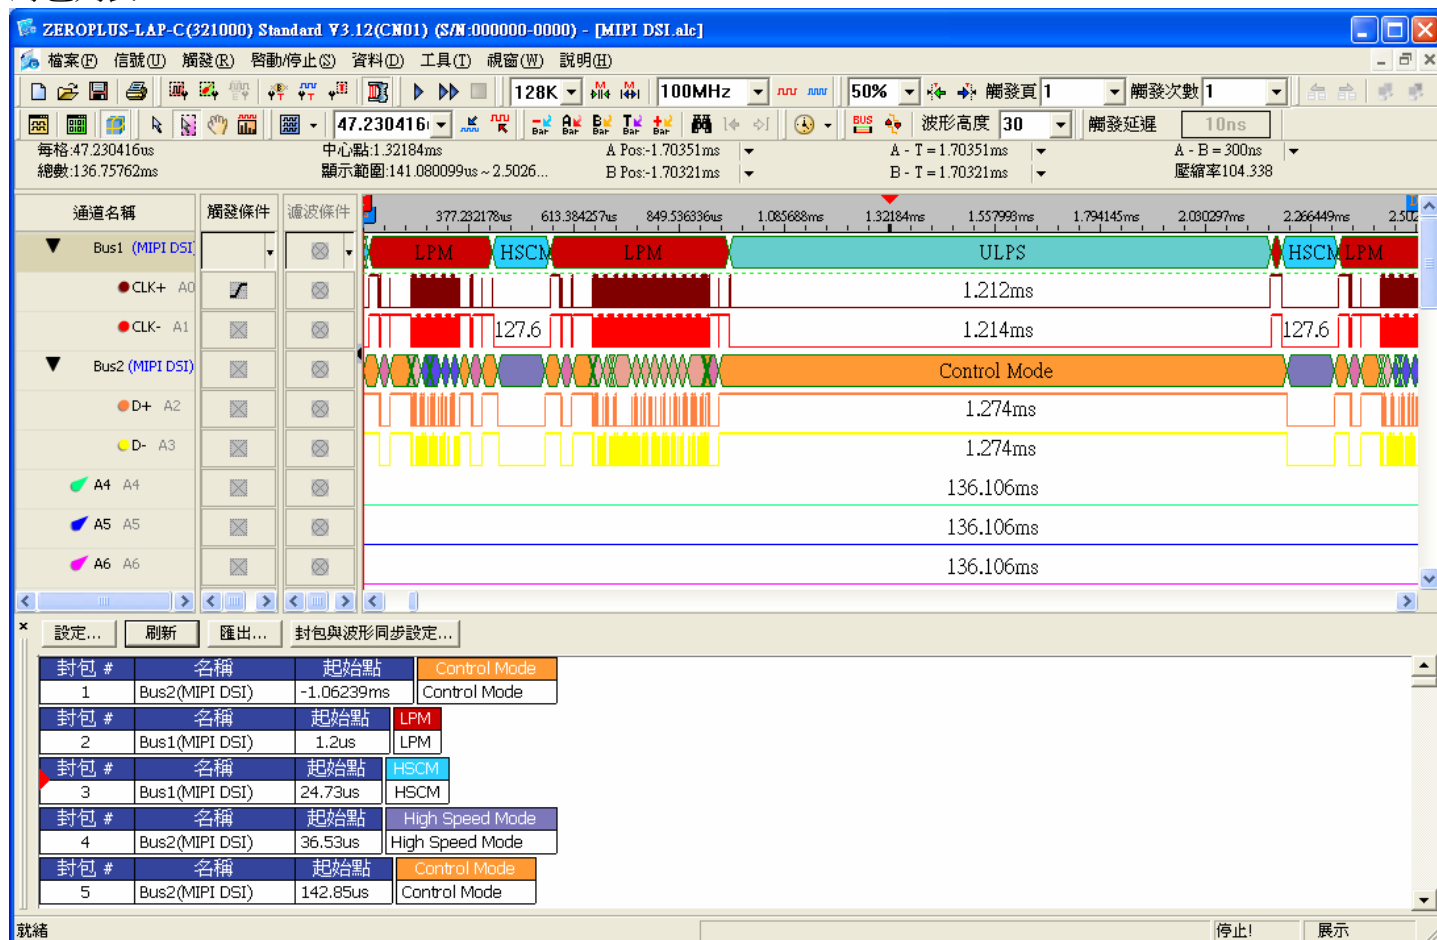 ZEROPLUS-LAP-C(321000) Standard V3.12(CN01) (S/N:000000-0000) - [MIPI DSI.alc]
檔案(F) 信號(U) 觸發(R) 啓動/停止(S) 資料(D) 工具(T) 視窗(W) 說明(H)
128K 100MHz 50% 觸發頁 1 觸發次數 1
47.230416 Bar Bar Bar Bar Bar BUS 波形高度 30 觸發延遲 10ns
每格:47.230416us 中心點:1.32184ms A Pos:-1.70351ms A - T = 1.70351ms A - B = 300ns
總數:136.75762ms 顯示範圍:141.080099us ~ 2.5026... B Pos:-1.70321ms B - T = 1.70321ms 壓縮率104.338
通道名稱 觸發條件 濾波條件 377.232178us 613.384257us 849.536336us 1.085688ms 1.32184ms 1.557993ms 1.794145ms 2.030297ms 2.266449ms 2.502
Bus1 (MIPI DSI) LPM HSCM LPM ULPS HSCM LPM
CLK+ A0 1.212ms
CLK- A1 127.6 1.214ms 127.6
Bus2 (MIPI DSI) Control Mode
D+ A2 1.274ms
D- A3 1.274ms
A4 A4 136.106ms
A5 A5 136.106ms
A6 A6 136.106ms
設定... 刷新 匯出... 封包與波形同步設定...
封包 # 名稱 起始點 Control Mode
1 Bus2(MIPI DSI) -1.06239ms Control Mode
封包 # 名稱 起始點 LPM
2 Bus1(MIPI DSI) 1.2us LPM
封包 # 名稱 起始點 HSCM
3 Bus1(MIPI DSI) 24.73us HSCM
封包 # 名稱 起始點 High Speed Mode
4 Bus2(MIPI DSI) 36.53us High Speed Mode
封包 # 名稱 起始點 Control Mode
5 Bus2(MIPI DSI) 142.85us Control Mode
就緒 停止! 展示